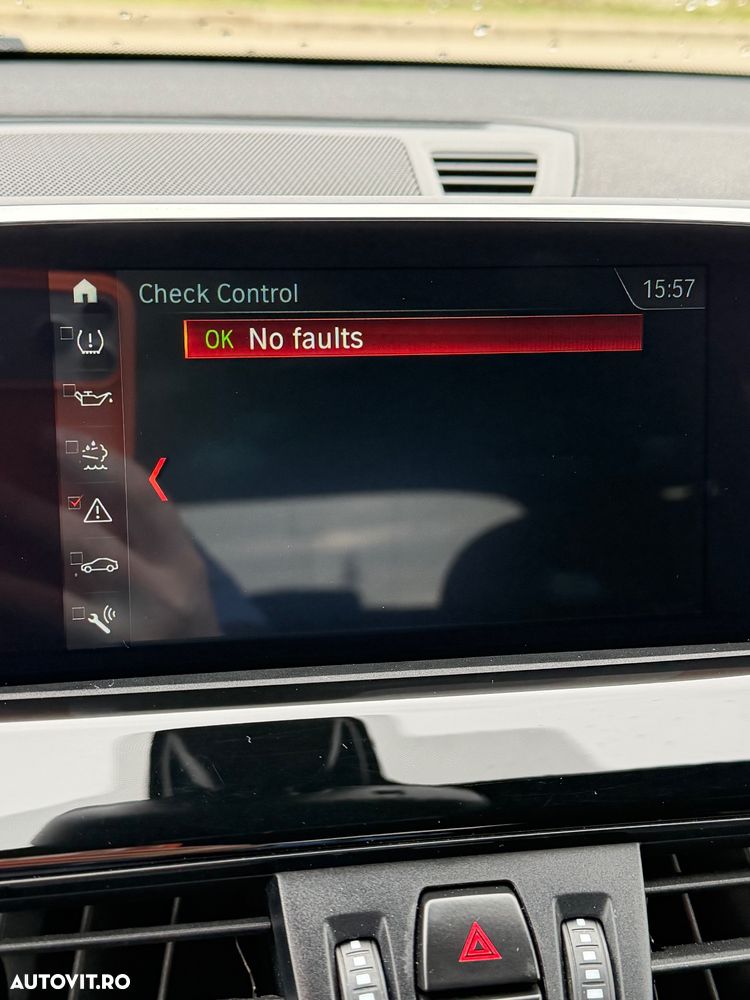 Check Control
15:57
OK No faults
AUTOVIT.RO